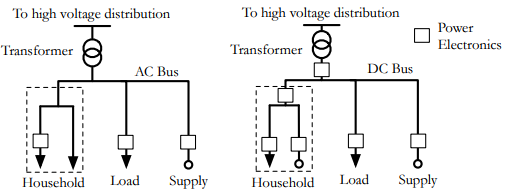 To high voltage distribution
Transformer
AC Bus
Household
Load
Supply
To high voltage distribution
Transformer
DC Bus
Household
Load
Supply
Power
Electronics